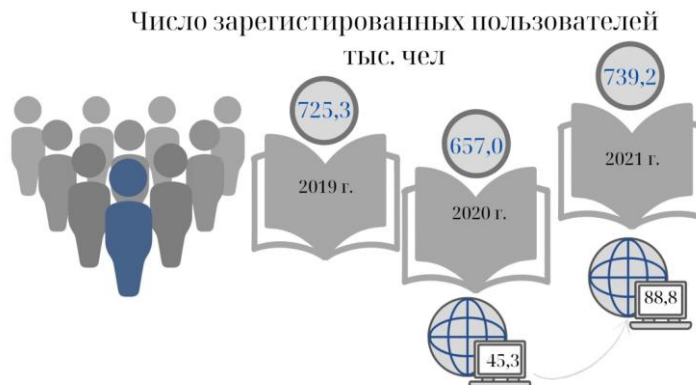 Число зарегистированных пользователей
тыс. чел
725,3
2019 г.
657,0
2020 г.
739,2
2021 г.
45,3
88,8